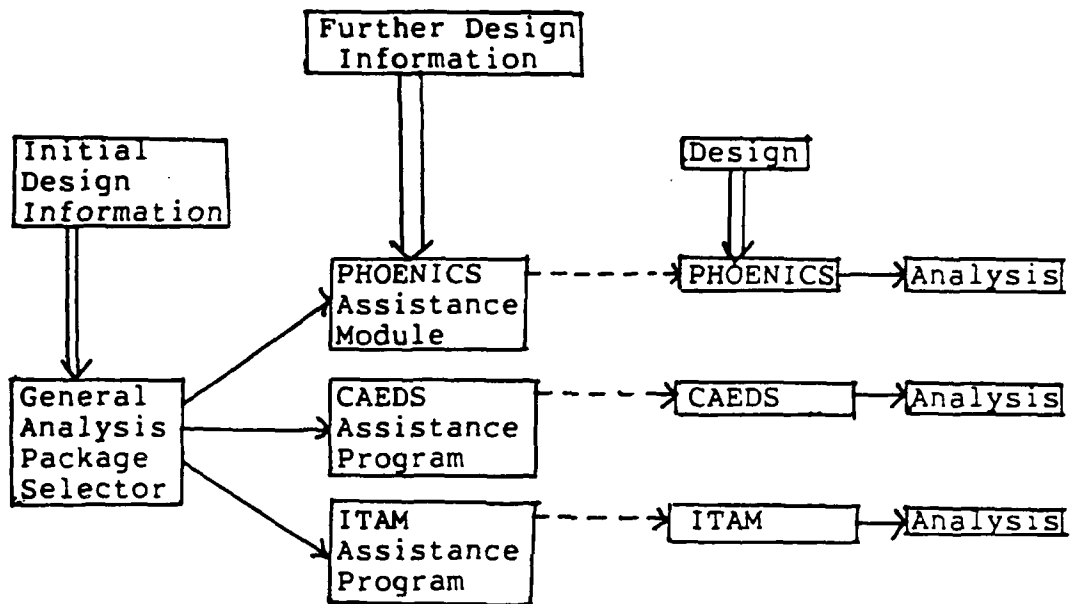 Further Design
Information
Initial
Design
Information
Design
PHOENICS
Assistance
Module
PHOENICS
Analysis
General
Analysis
Package
Selector
CAEDS
Assistance
Program
CAEDS
Analysis
ITAM
Assistance
Program
ITAM
Analysis